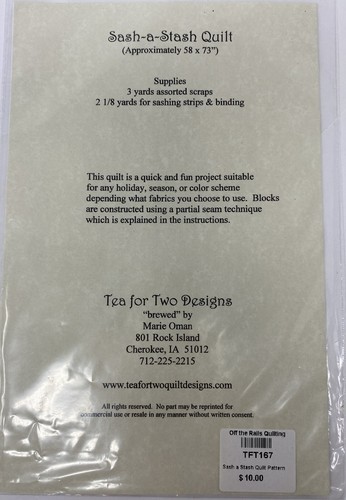 Sash-a-Stash Quilt
(Approximately 58 x 73")
Supplies
3 yards assorted scraps
2 1/8 yards for sashing strips & binding
This quilt is a quick and fun project suitable
for any holiday, season, or color scheme
depending what fabrics you choose to use. Blocks
are constructed using a partial seam technique
which is explained in the instructions.
Tea for Two Designs
"brewed" by
Marie Oman
801 Rock Island
Cherokee, IA 51012
712-225-2215
www.teafortwoquiltdesigns.com
All rights reserved. No part may be reprinted for
commercial use or resale in any manner without written consent.
Off the Rails Quilting
TFT167
Sash a Stash Quilt Pattern
$10.00